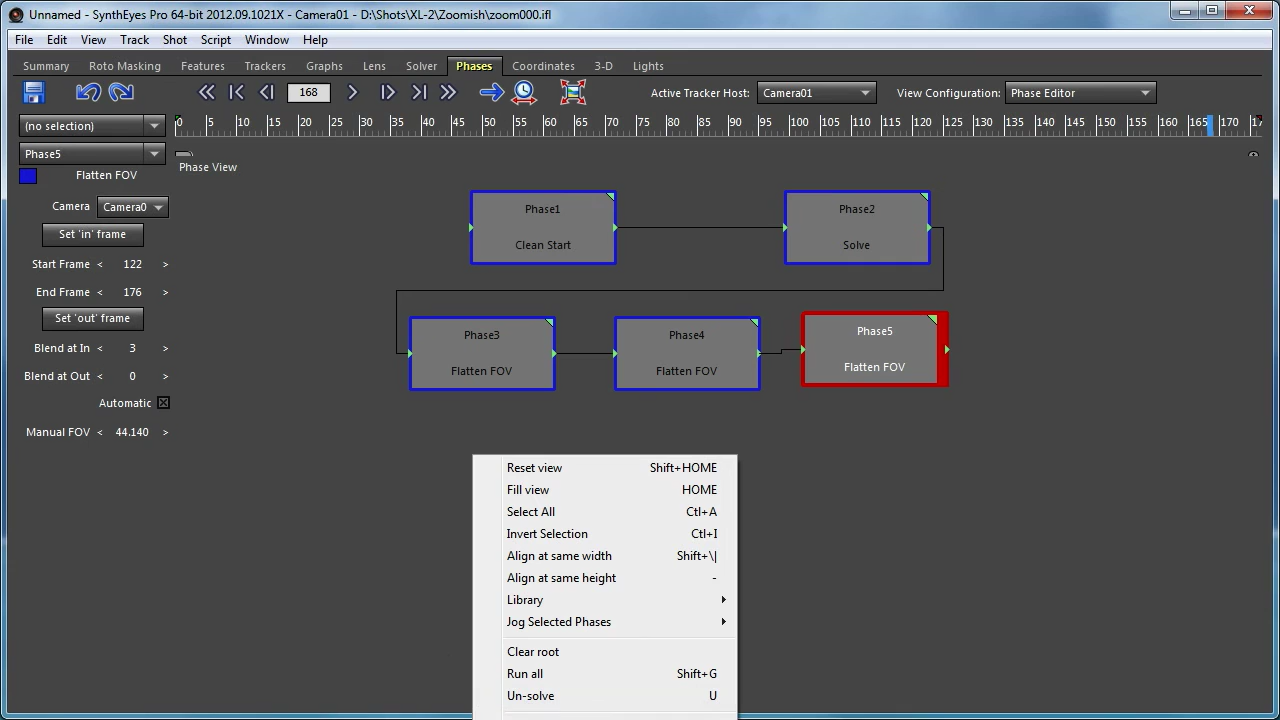 Unnamed - SynthEyes Pro 64-bit 2012.09.1021X - Camera01 - D:\Shots\XL-2\Zoomish\zoom000.ifl
File Edit View Track Shot Script Window Help
Summary Roto Masking Features Trackers Graphs Lens Solver Phases Coordinates 3-D Lights
168 Active Tracker Host: Camera01 View Configuration: Phase Editor
(no selection) 0 5 10 15 20 25 30 35 40 45 50 55 60 65 70 75 80 85 90 95 100 105 110 115 120 125 130 135 140 145 150 155 160 165 170
Phase5
Phase View
Flatten FOV
Camera Camera0
Set 'in' frame
Start Frame < 122 >
End Frame < 176 >
Set 'out' frame
Blend at In < 3 >
Blend at Out < 0 >
Automatic
Manual FOV < 44.140 >
Phase1
Clean Start
Phase2
Solve
Phase3
Flatten FOV
Phase4
Flatten FOV
Phase5
Flatten FOV
Reset view Shift+HOME
Fill view HOME
Select All Ctl+A
Invert Selection Ctl+I
Align at same width Shift+\|
Align at same height -
Library
Jog Selected Phases
Clear root
Run all Shift+G
Un-solve U